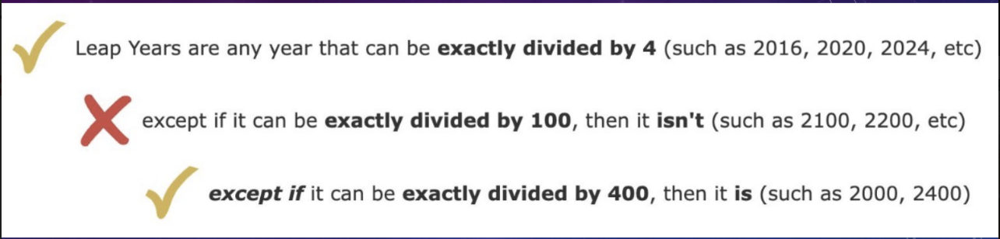 Leap Years are any year that can be exactly divided by 4 (such as 2016, 2020, 2024, etc)
except if it can be exactly divided by 100, then it isn't (such as 2100, 2200, etc)
except if it can be exactly divided by 400, then it is (such as 2000, 2400)